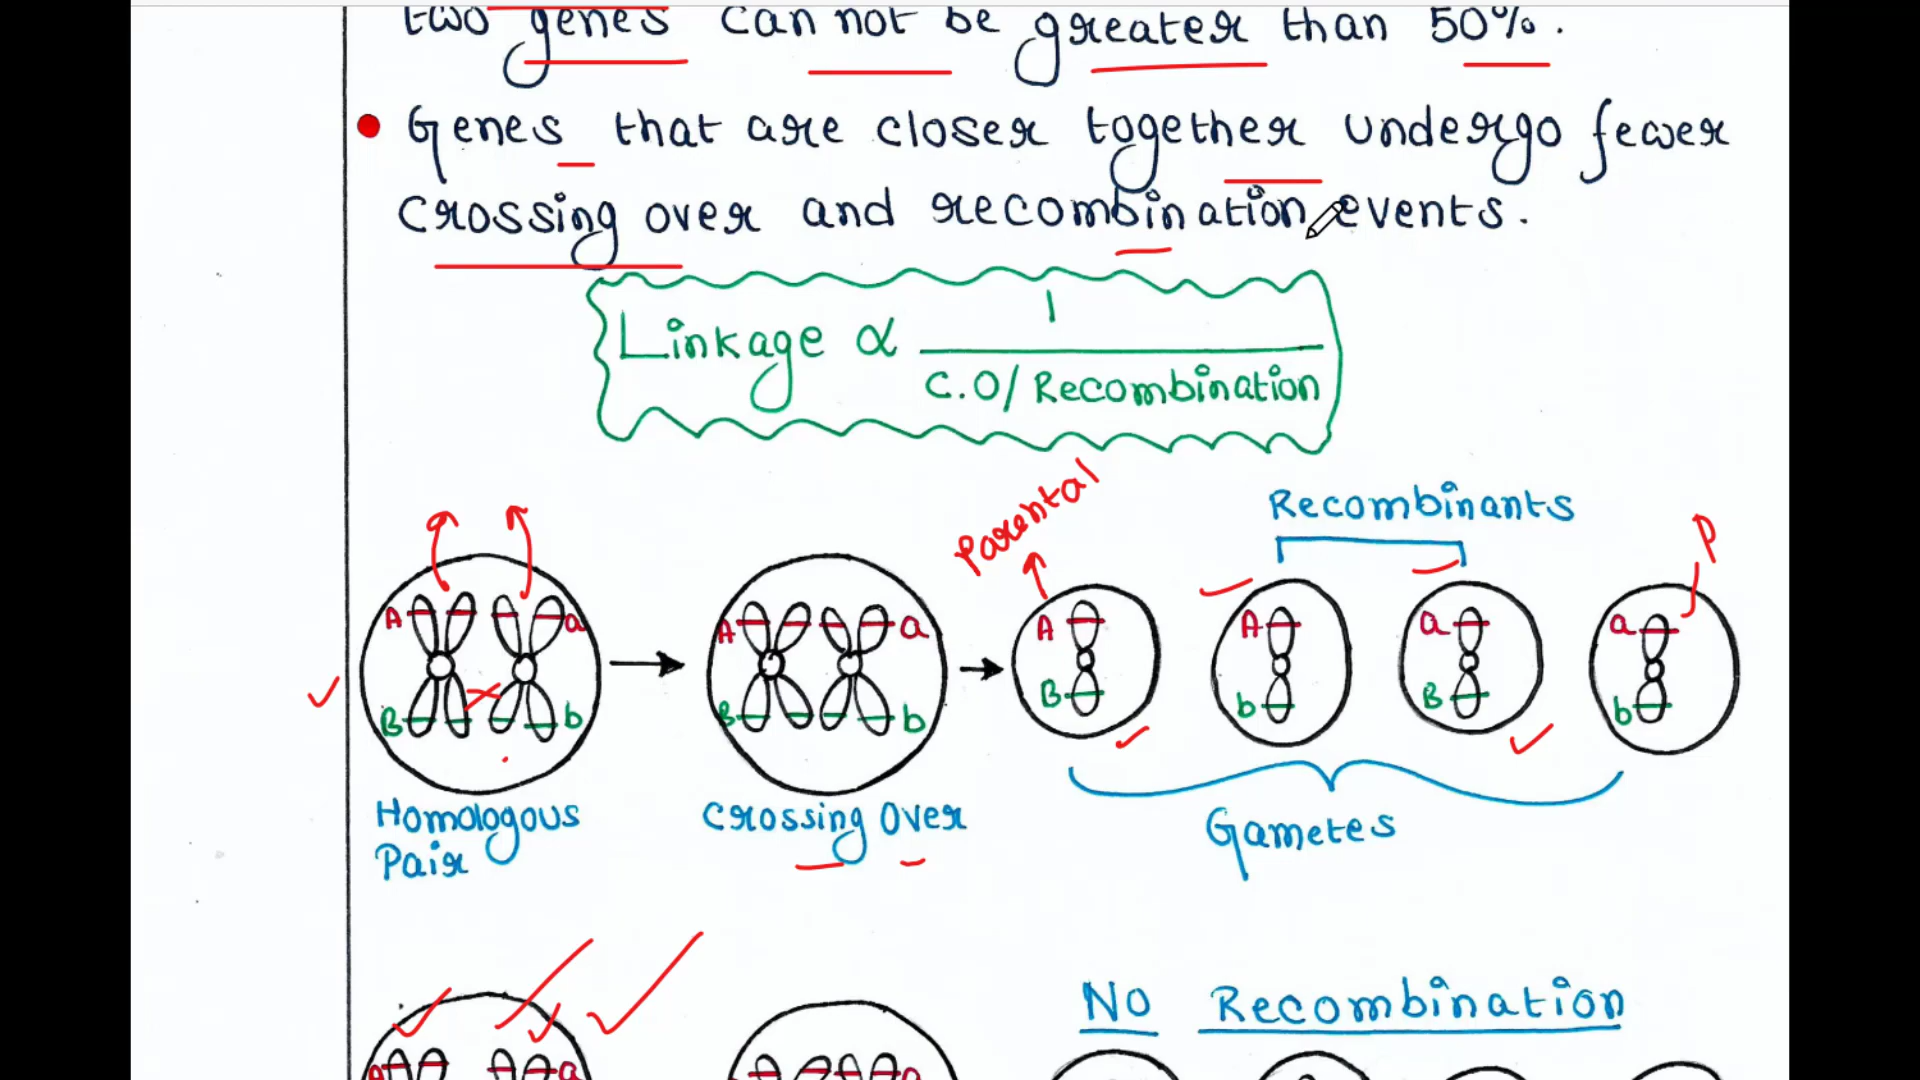 two genes can not be greater than 50%.
Genes that are closer together undergo fewer
crossing over and recombination events.
Linkage ∝ 1
C.O/Recombination
Parental
Recombinants
P
A a
B b
A a
B b
A
B
A
b
a
B
a
b
Homologous
Pair
Crossing Over
Gametes
NO Recombination
A a
a